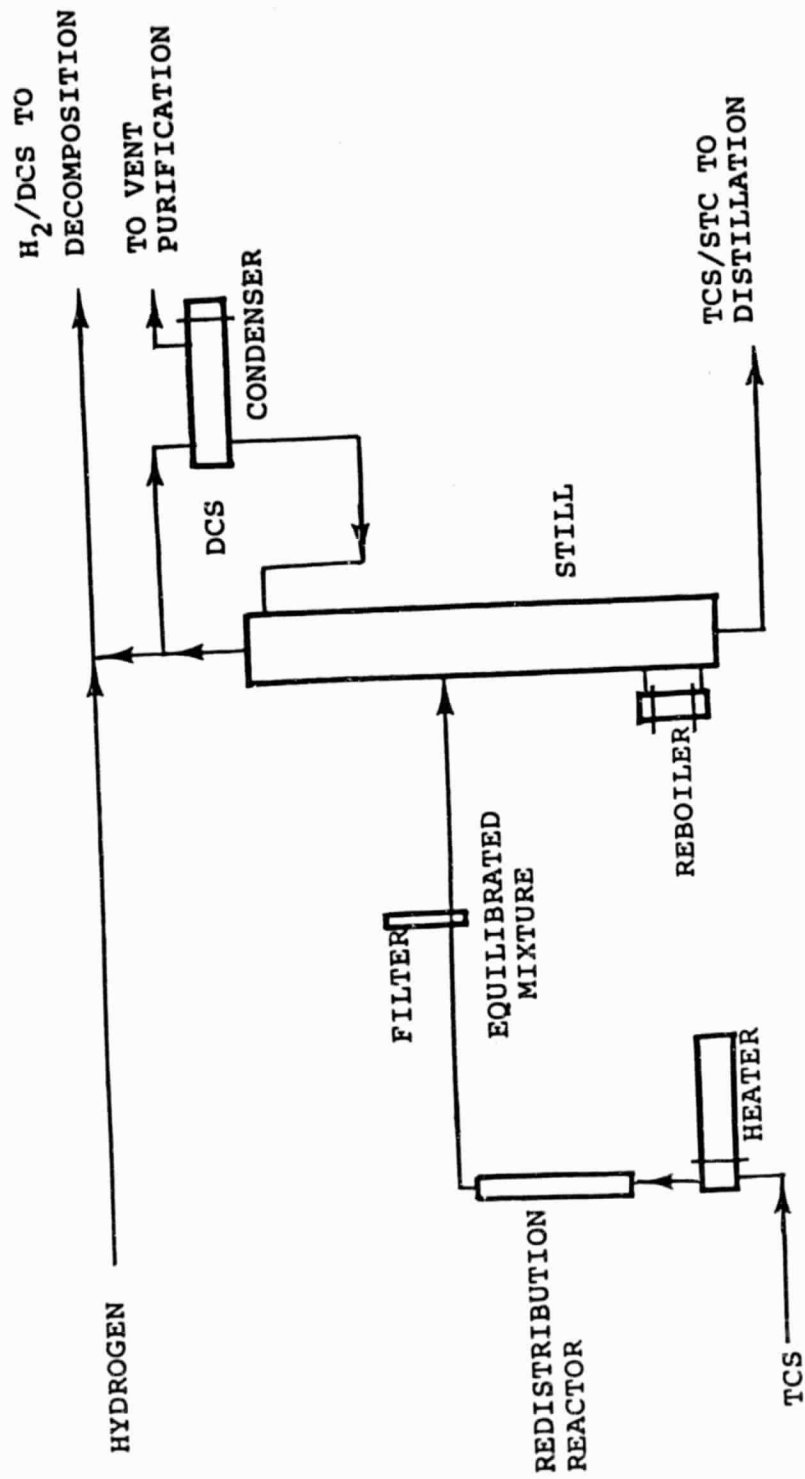 HYDROGEN
H2/DCS TO
DECOMPOSITION
TO VENT
PURIFICATION
CONDENSER
DCS
STILL
TCS/STC TO
DISTILLATION
REBOILER
FILTER
EQUILIBRATED
MIXTURE
REDISTRIBUTION
REACTOR
HEATER
TCS